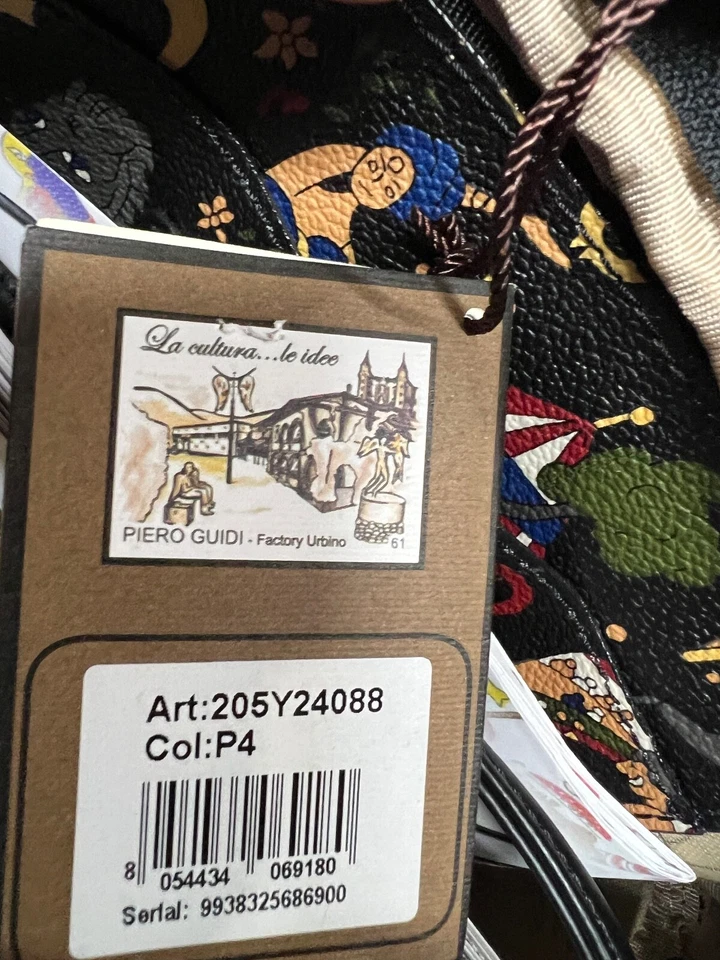 La cultura...le idee
PIERO GUIDI - Factory Urbino
61
Art:205Y24088
Col:P4
8 054434 069180
Serial: 9938325686900